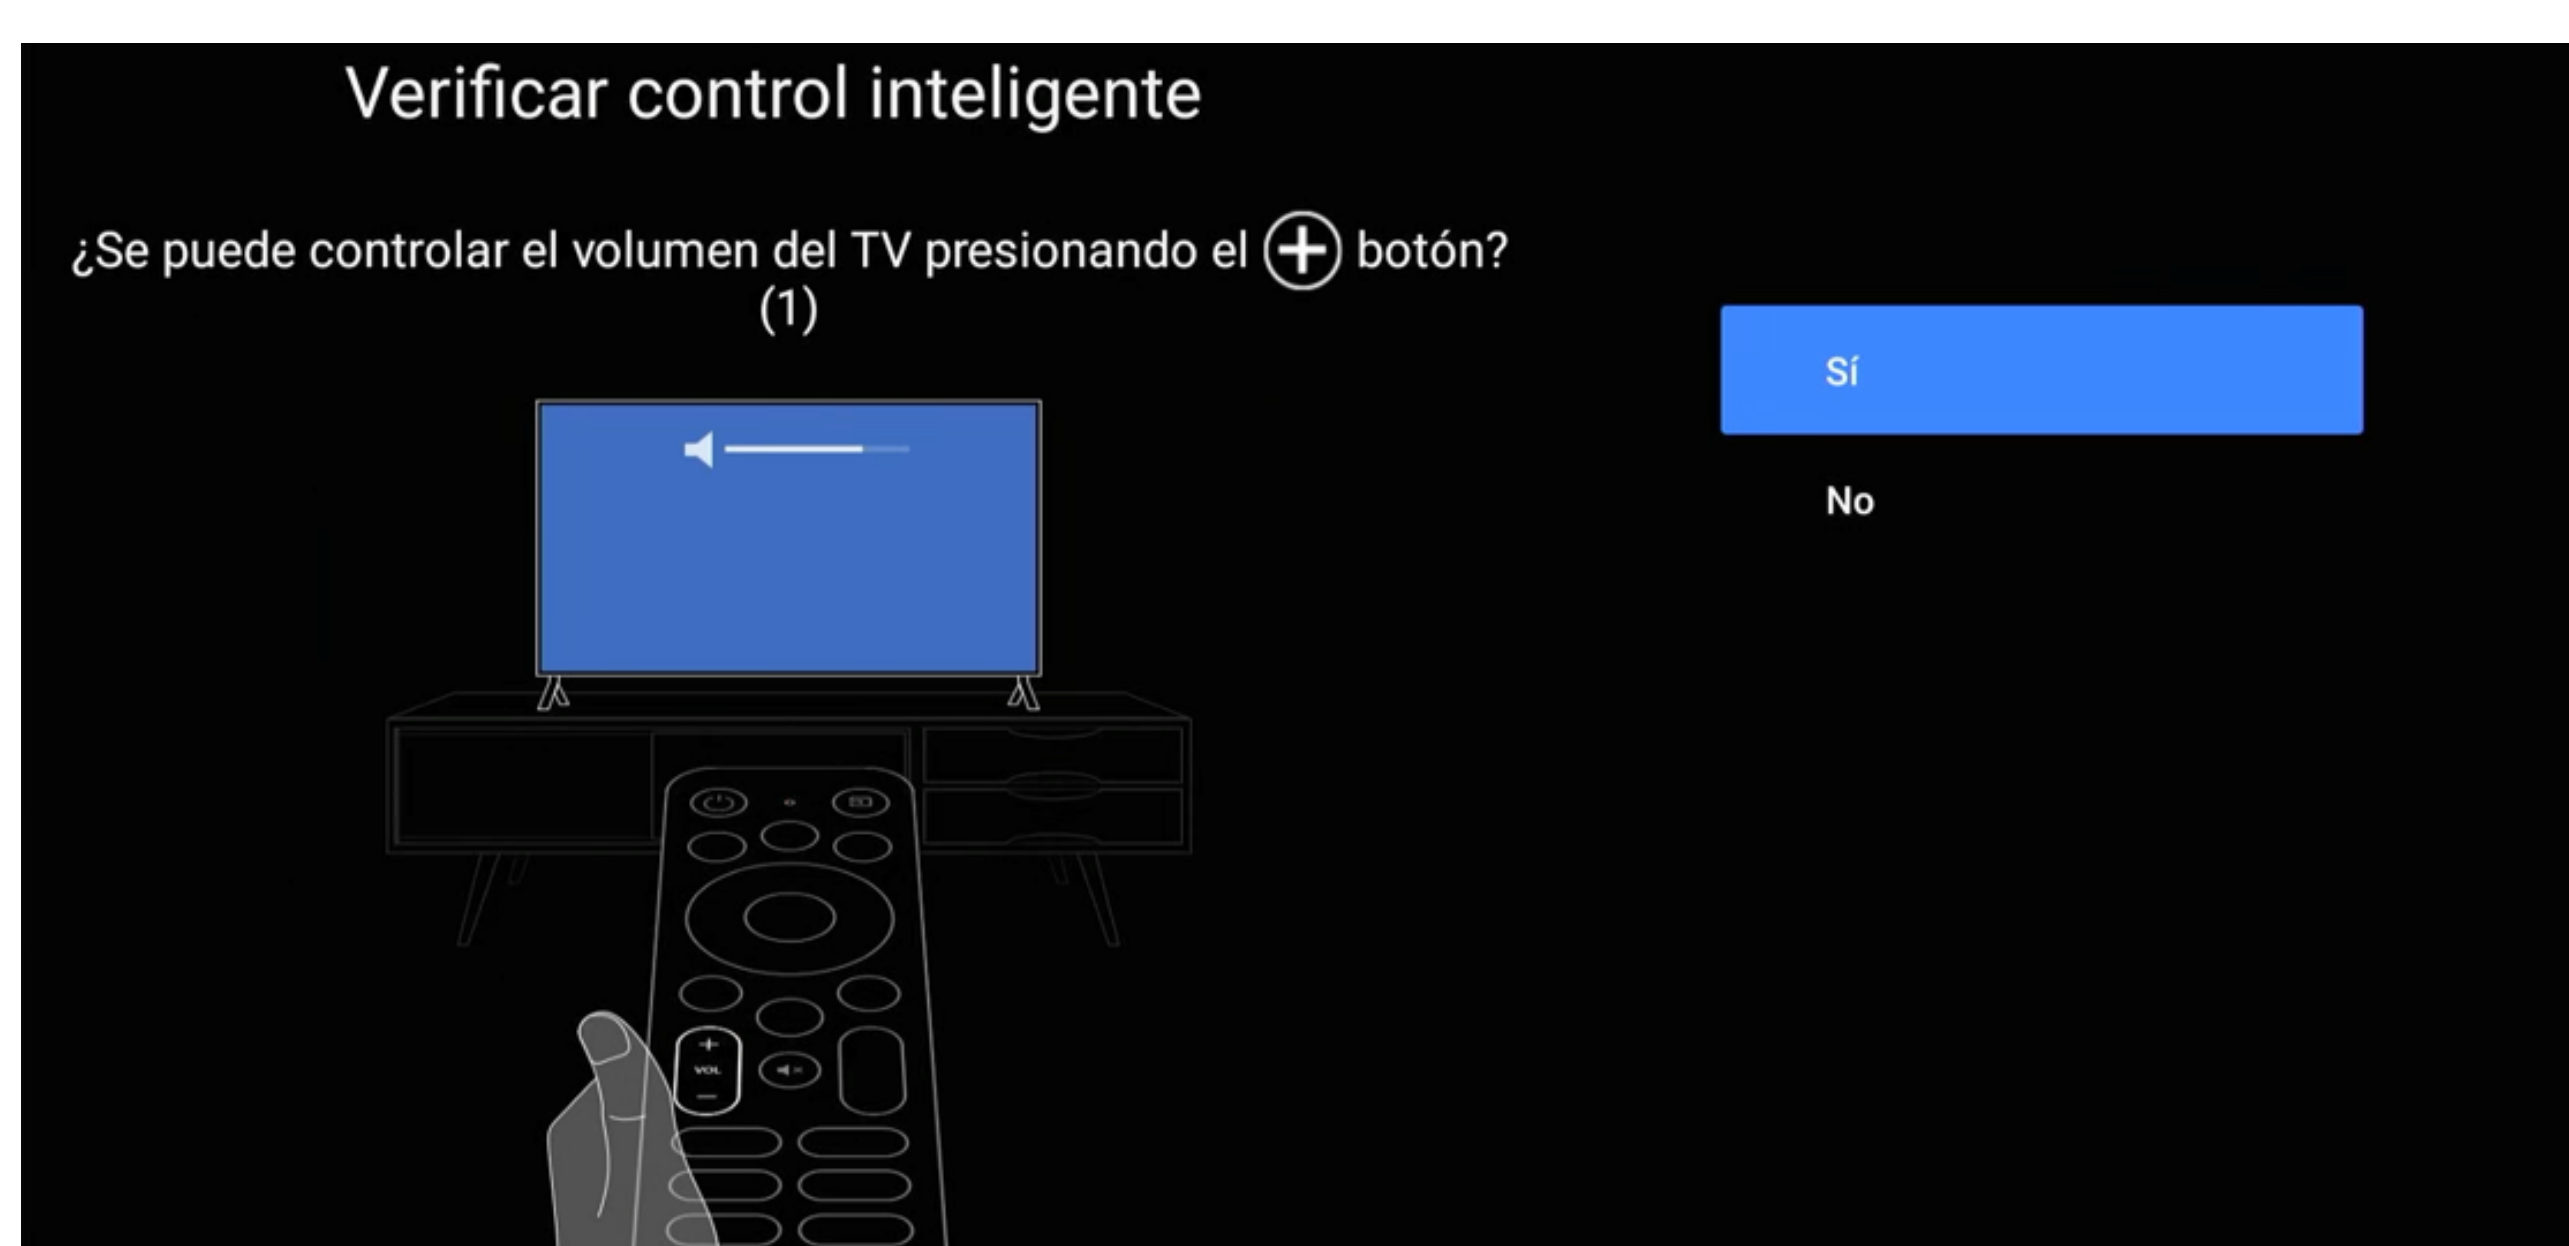 Verificar control inteligente
¿Se puede controlar el volumen del TV presionando el + botón?
(1)
Sí
No
+
VOL
−